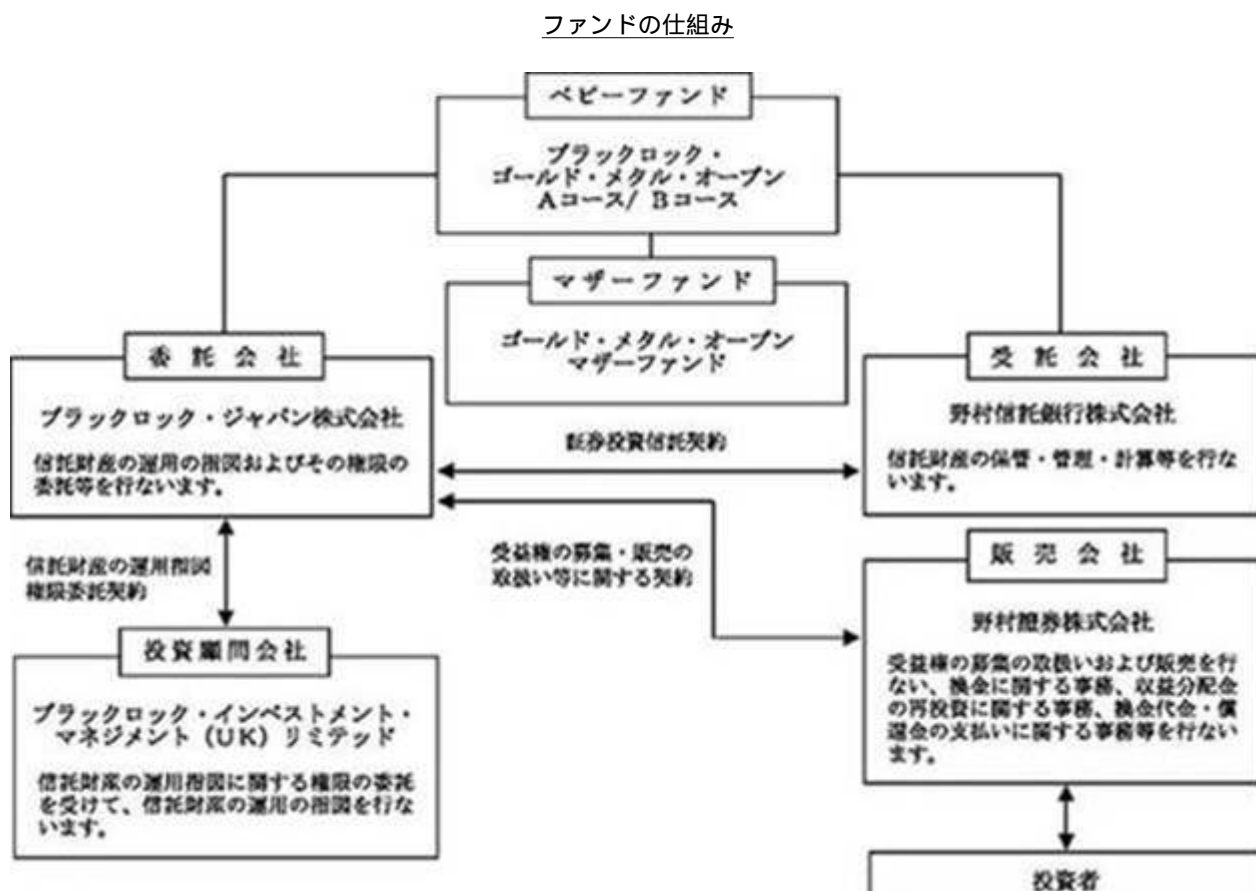 ファンドの仕組み
ベビーファンド
ブラックロック・
ゴールド・メタル・オープン
Aコース/ Bコース
マザーファンド
ゴールド・メタル・オープン
マザーファンド
委託会社
ブラックロック・ジャパン株式会社
信託財産の運用の指図およびその権限の
委託等を行ないます。
受託会社
野村信託銀行株式会社
信託財産の保管・管理・計算等を行な
います。
証券投資信託契約
信託財産の運用指図
権限委託契約
受益権の募集・販売の
取扱い等に関する契約
販売会社
野村證券株式会社
受益権の募集の取扱いおよび販売を行
ない、換金に関する事務、収益分配金
の再投資に関する事務、換金代金・償
還金の支払いに関する事務等を行ない
ます。
投資顧問会社
ブラックロック・インベストメント・
マネジメント（UK）リミテッド
信託財産の運用指図に関する権限の委託
を受けて、信託財産の運用の指図を行な
います。
投資者